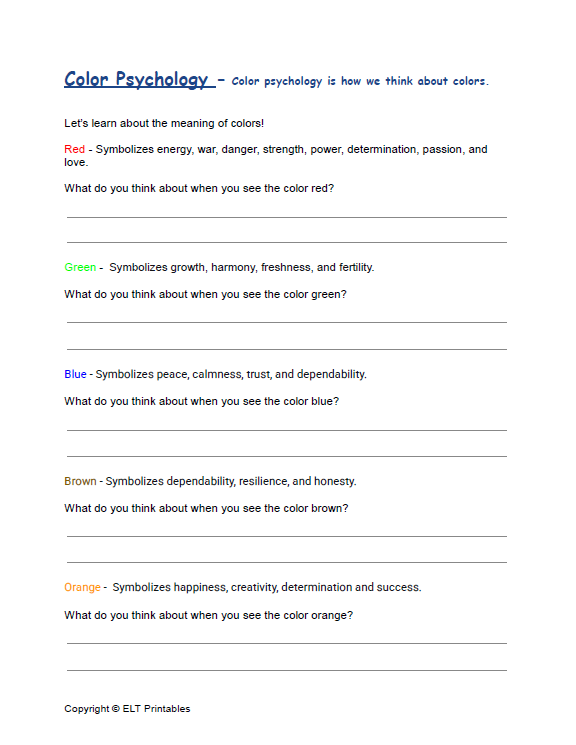 Color Psychology – Color psychology is how we think about colors.
Let's learn about the meaning of colors!
Red - Symbolizes energy, war, danger, strength, power, determination, passion, and
love.
What do you think about when you see the color red?
Green -  Symbolizes growth, harmony, freshness, and fertility.
What do you think about when you see the color green?
Blue - Symbolizes peace, calmness, trust, and dependability.
What do you think about when you see the color blue?
Brown - Symbolizes dependability, resilience, and honesty.
What do you think about when you see the color brown?
Orange -  Symbolizes happiness, creativity, determination and success.
What do you think about when you see the color orange?
Copyright © ELT Printables